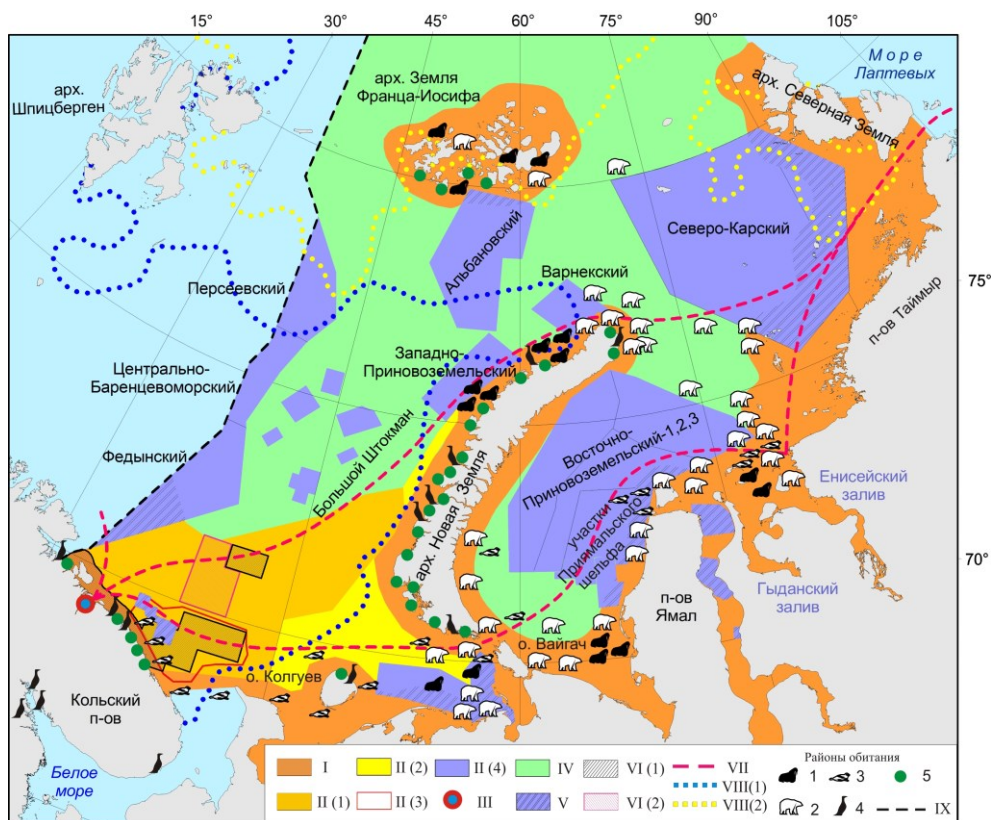 15°
30°
45°
60°
75°
90°
105°
арх.
Шпицберген
арх.
Земля
Франца-Иосифа
Море
Лаптевых
арх. Северная Земля
Альбановский
Северо-Карский
Персеевский
Варнекский
75°
п-ов Таймыр
Западно-
Приновоземельский
Центрально-
Баренцевоморский
Большой Штокман
Восточно-
Приновоземельский-1,2,3
Федынский
арх. Новая Земля
участки
Приямальского
шельфа
Енисейский
залив
70°
Гыданский
залив
п-ов
Ямал
о. Вайгач
о. Колгуев
Кольский
п-ов
Белое
море
I
II (2)
II (4)
IV
VI (1)
VII
Районы обитания
VIII(1)
1
3
5
II (1)
II (3)
III
V
VI (2)
VIII(2)
2
4
IX